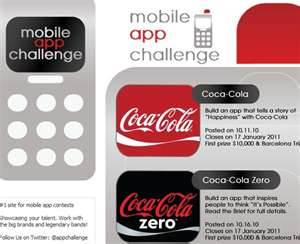 mobile
app
challenge
mobile
app
challenge
Coca-Cola
Coca-Cola
Build an app that tells a story of
"Happiness" with Coca-Cola
Posted on 10.11.10
Closes on 17 January 2011
First prize $10,000 & Barcelona Tri
Coca-Cola
zero
Coca-Cola Zero
Build an app that inspires
people to think "It's Possible".
Read the Brief for full details.
Posted on 10.16.10
Closes on 17 January 2011
First prize $10,000 & Barcelona Tri
#1 site for mobile app contests
Showcasing your talent. Work with
the big brands and legendary bands!
Follow Us on Twitter: @appchallenge